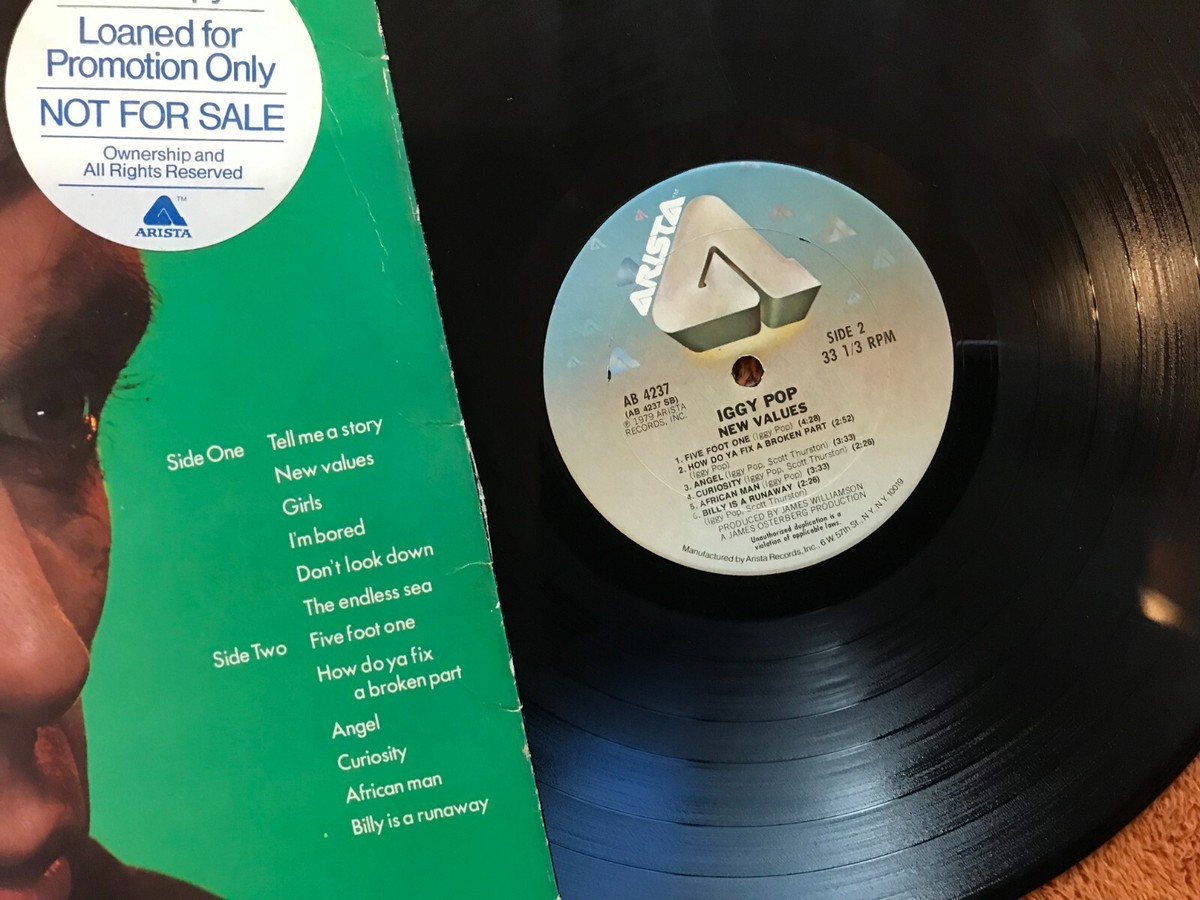 Loaned for
Promotion Only
NOT FOR SALE
Ownership and
All Rights Reserved
TM
ARISTA
Side One Tell me a story
New values
Girls
I'm bored
Don't look down
The endless sea
Side Two Five foot one
How do ya fix
a broken part
Angel
Curiosity
African man
Billy is a runaway
ARISTA™
SIDE 2
33 1/3 RPM
AB 4237
(AB 4237 SB)
℗ 1979 ARISTA
RECORDS, INC.
IGGY POP
NEW VALUES
1. FIVE FOOT ONE (Iggy Pop) (4:28)
2. HOW DO YA FIX A BROKEN PART (2:52)
(Iggy Pop)
3. ANGEL (Iggy Pop, Scott Thurston) (3:33)
4. CURIOSITY (Iggy Pop, Scott Thurston) (2:26)
5. AFRICAN MAN (Iggy Pop) (3:33)
6. BILLY IS A RUNAWAY (2:26)
(Iggy Pop, Scott Thurston)
PRODUCED BY JAMES WILLIAMSON
A JAMES OSTERBERG PRODUCTION
Unauthorized duplication is a
violation of applicable laws.
Manufactured by Arista Records, Inc., 6 W. 57th St., N.Y. N.Y. 10019